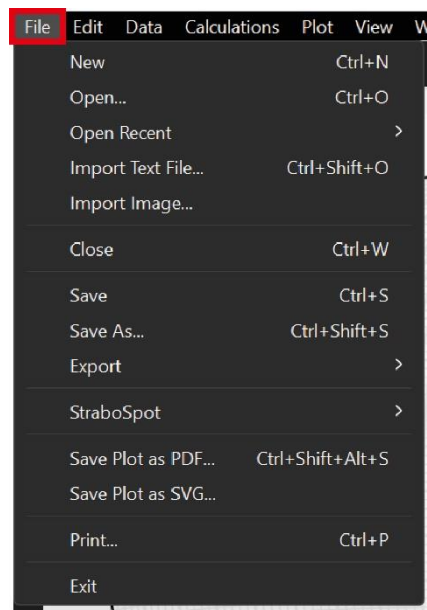 File Edit Data Calculations Plot View W
New Ctrl+N
Open... Ctrl+O
Open Recent >
Import Text File... Ctrl+Shift+O
Import Image...
Close Ctrl+W
Save Ctrl+S
Save As... Ctrl+Shift+S
Export >
StraboSpot >
Save Plot as PDF... Ctrl+Shift+Alt+S
Save Plot as SVG...
Print... Ctrl+P
Exit